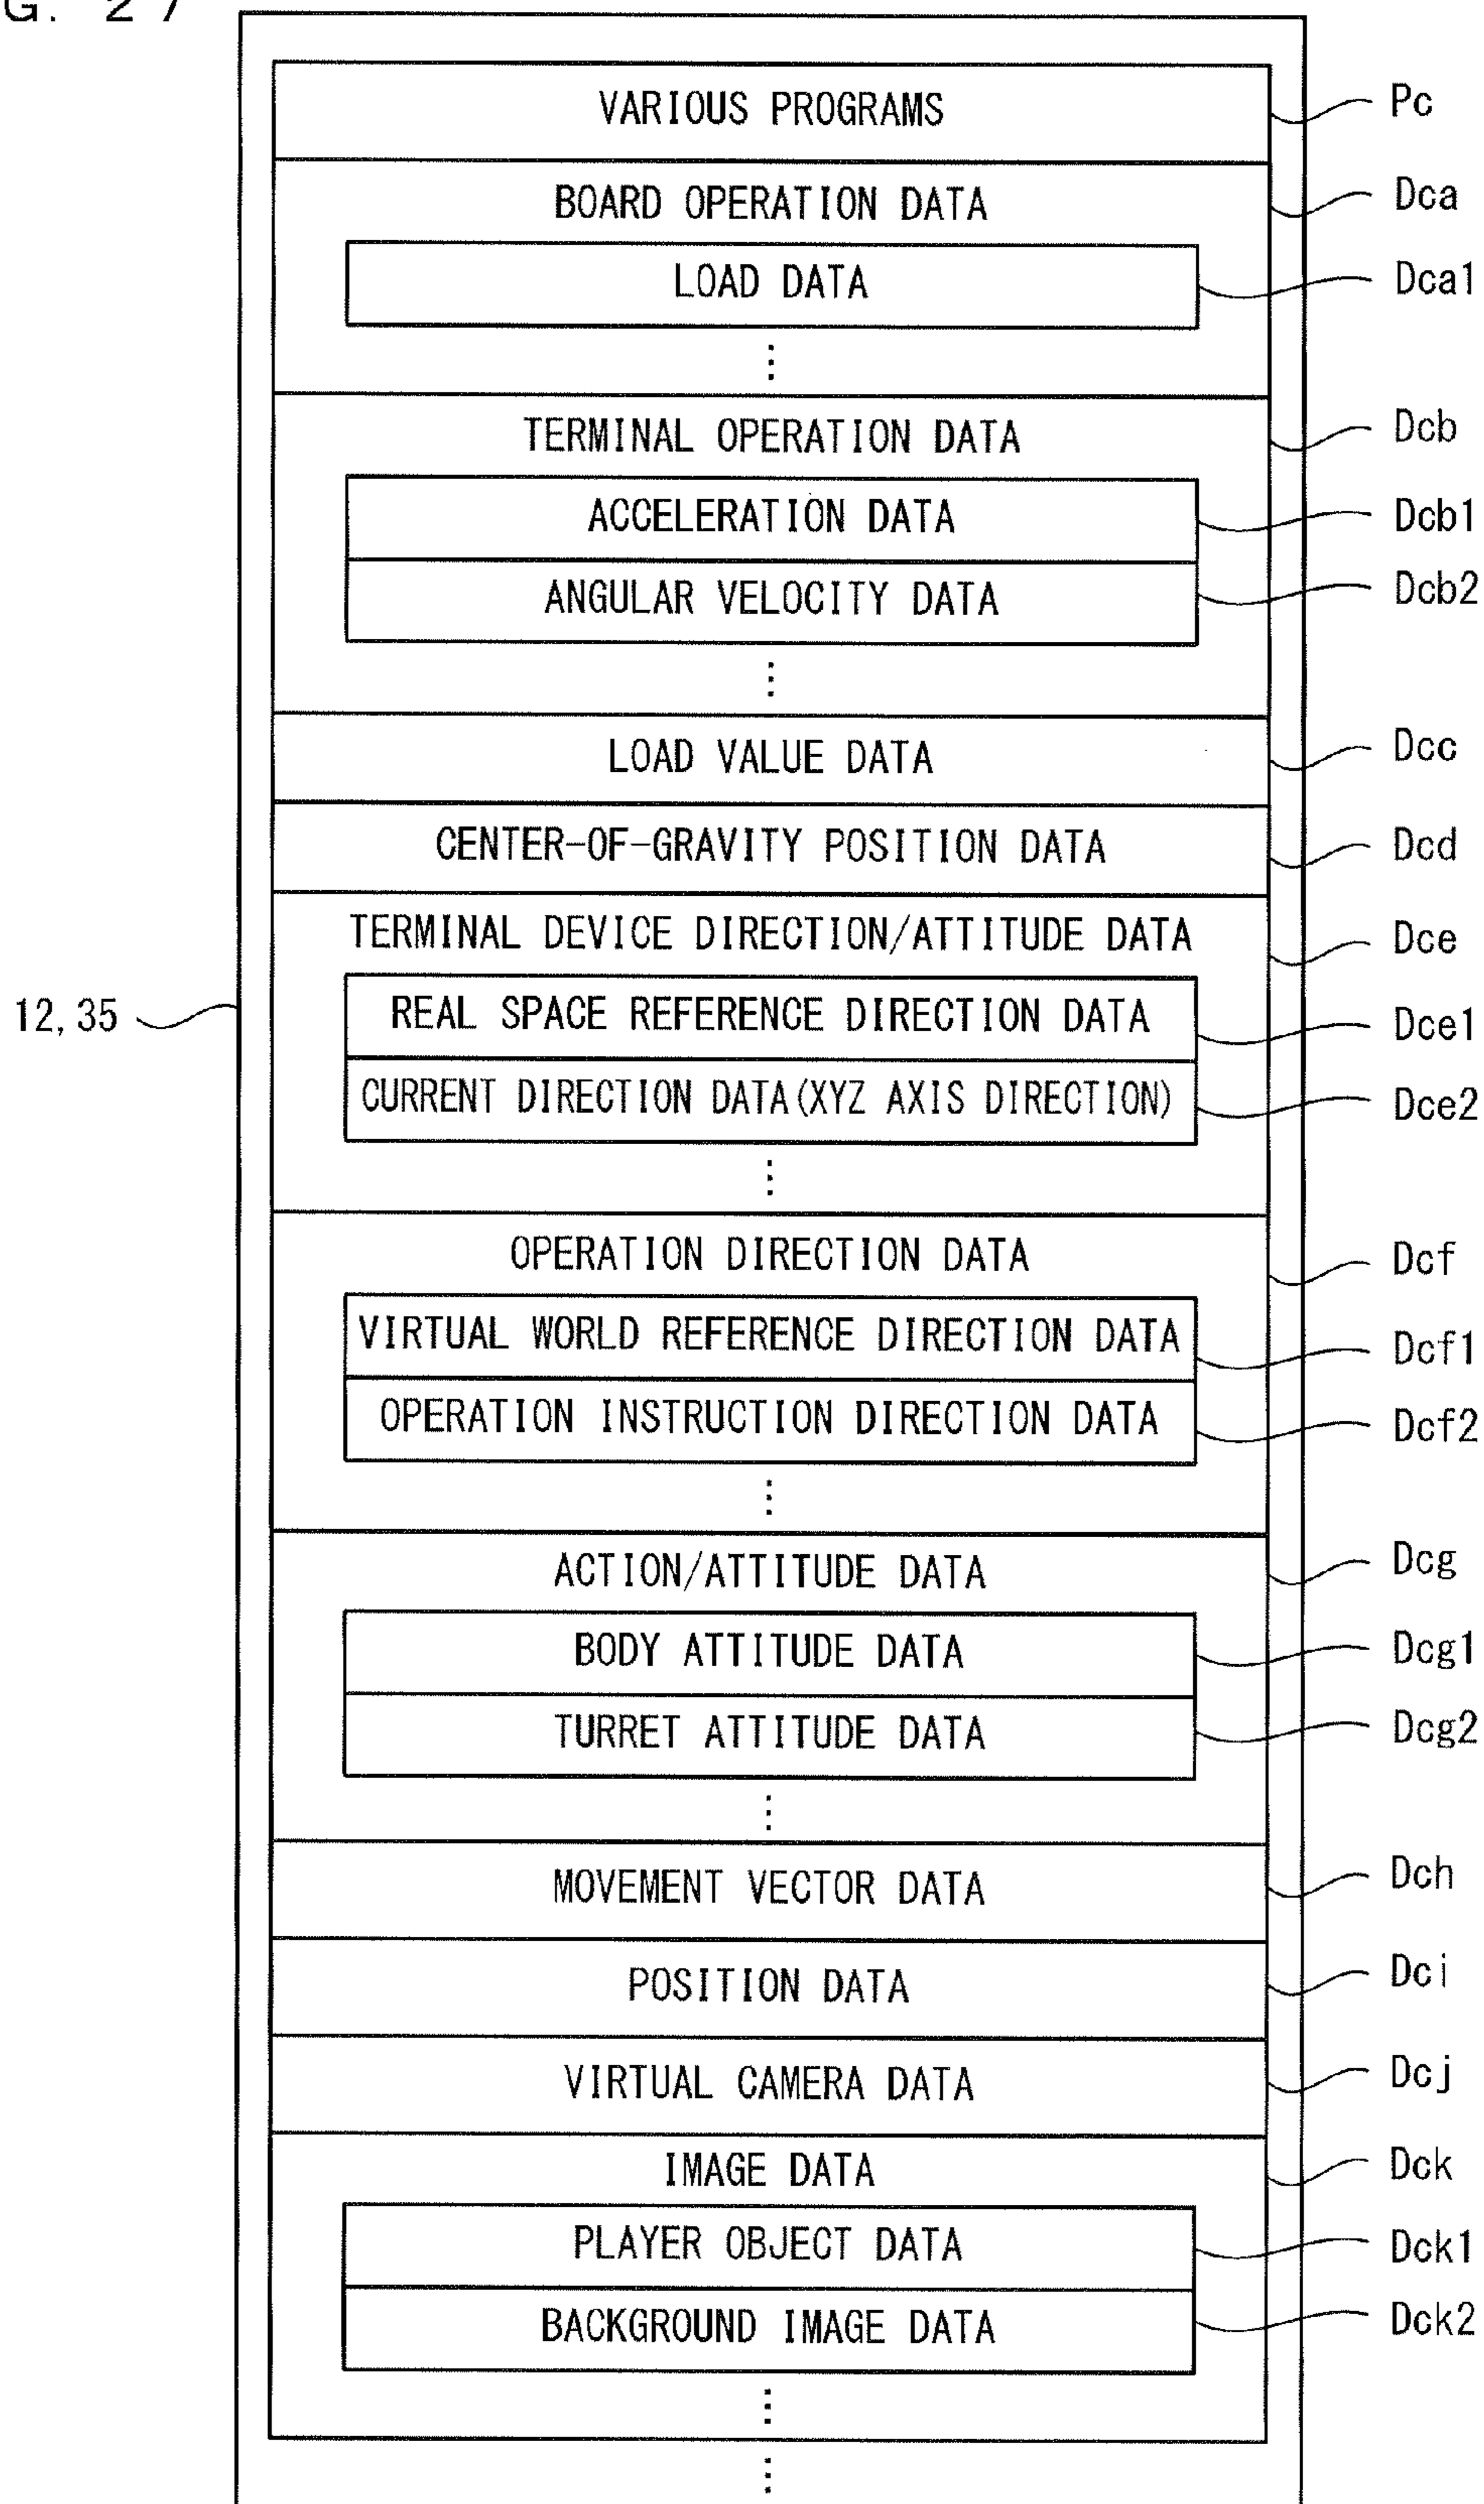 G. 27
VARIOUS PROGRAMS Pc
BOARD OPERATION DATA Dca
LOAD DATA Dca1
TERMINAL OPERATION DATA Dcb
ACCELERATION DATA Dcb1
ANGULAR VELOCITY DATA Dcb2
LOAD VALUE DATA Dcc
CENTER-OF-GRAVITY POSITION DATA Dcd
TERMINAL DEVICE DIRECTION/ATTITUDE DATA Dce
12, 35 REAL SPACE REFERENCE DIRECTION DATA Dce1
CURRENT DIRECTION DATA(XYZ AXIS DIRECTION) Dce2
OPERATION DIRECTION DATA Dcf
VIRTUAL WORLD REFERENCE DIRECTION DATA Dcf1
OPERATION INSTRUCTION DIRECTION DATA Dcf2
ACTION/ATTITUDE DATA Dcg
BODY ATTITUDE DATA Dcg1
TURRET ATTITUDE DATA Dcg2
MOVEMENT VECTOR DATA Dch
POSITION DATA Dci
VIRTUAL CAMERA DATA Dcj
IMAGE DATA Dck
PLAYER OBJECT DATA Dck1
BACKGROUND IMAGE DATA Dck2